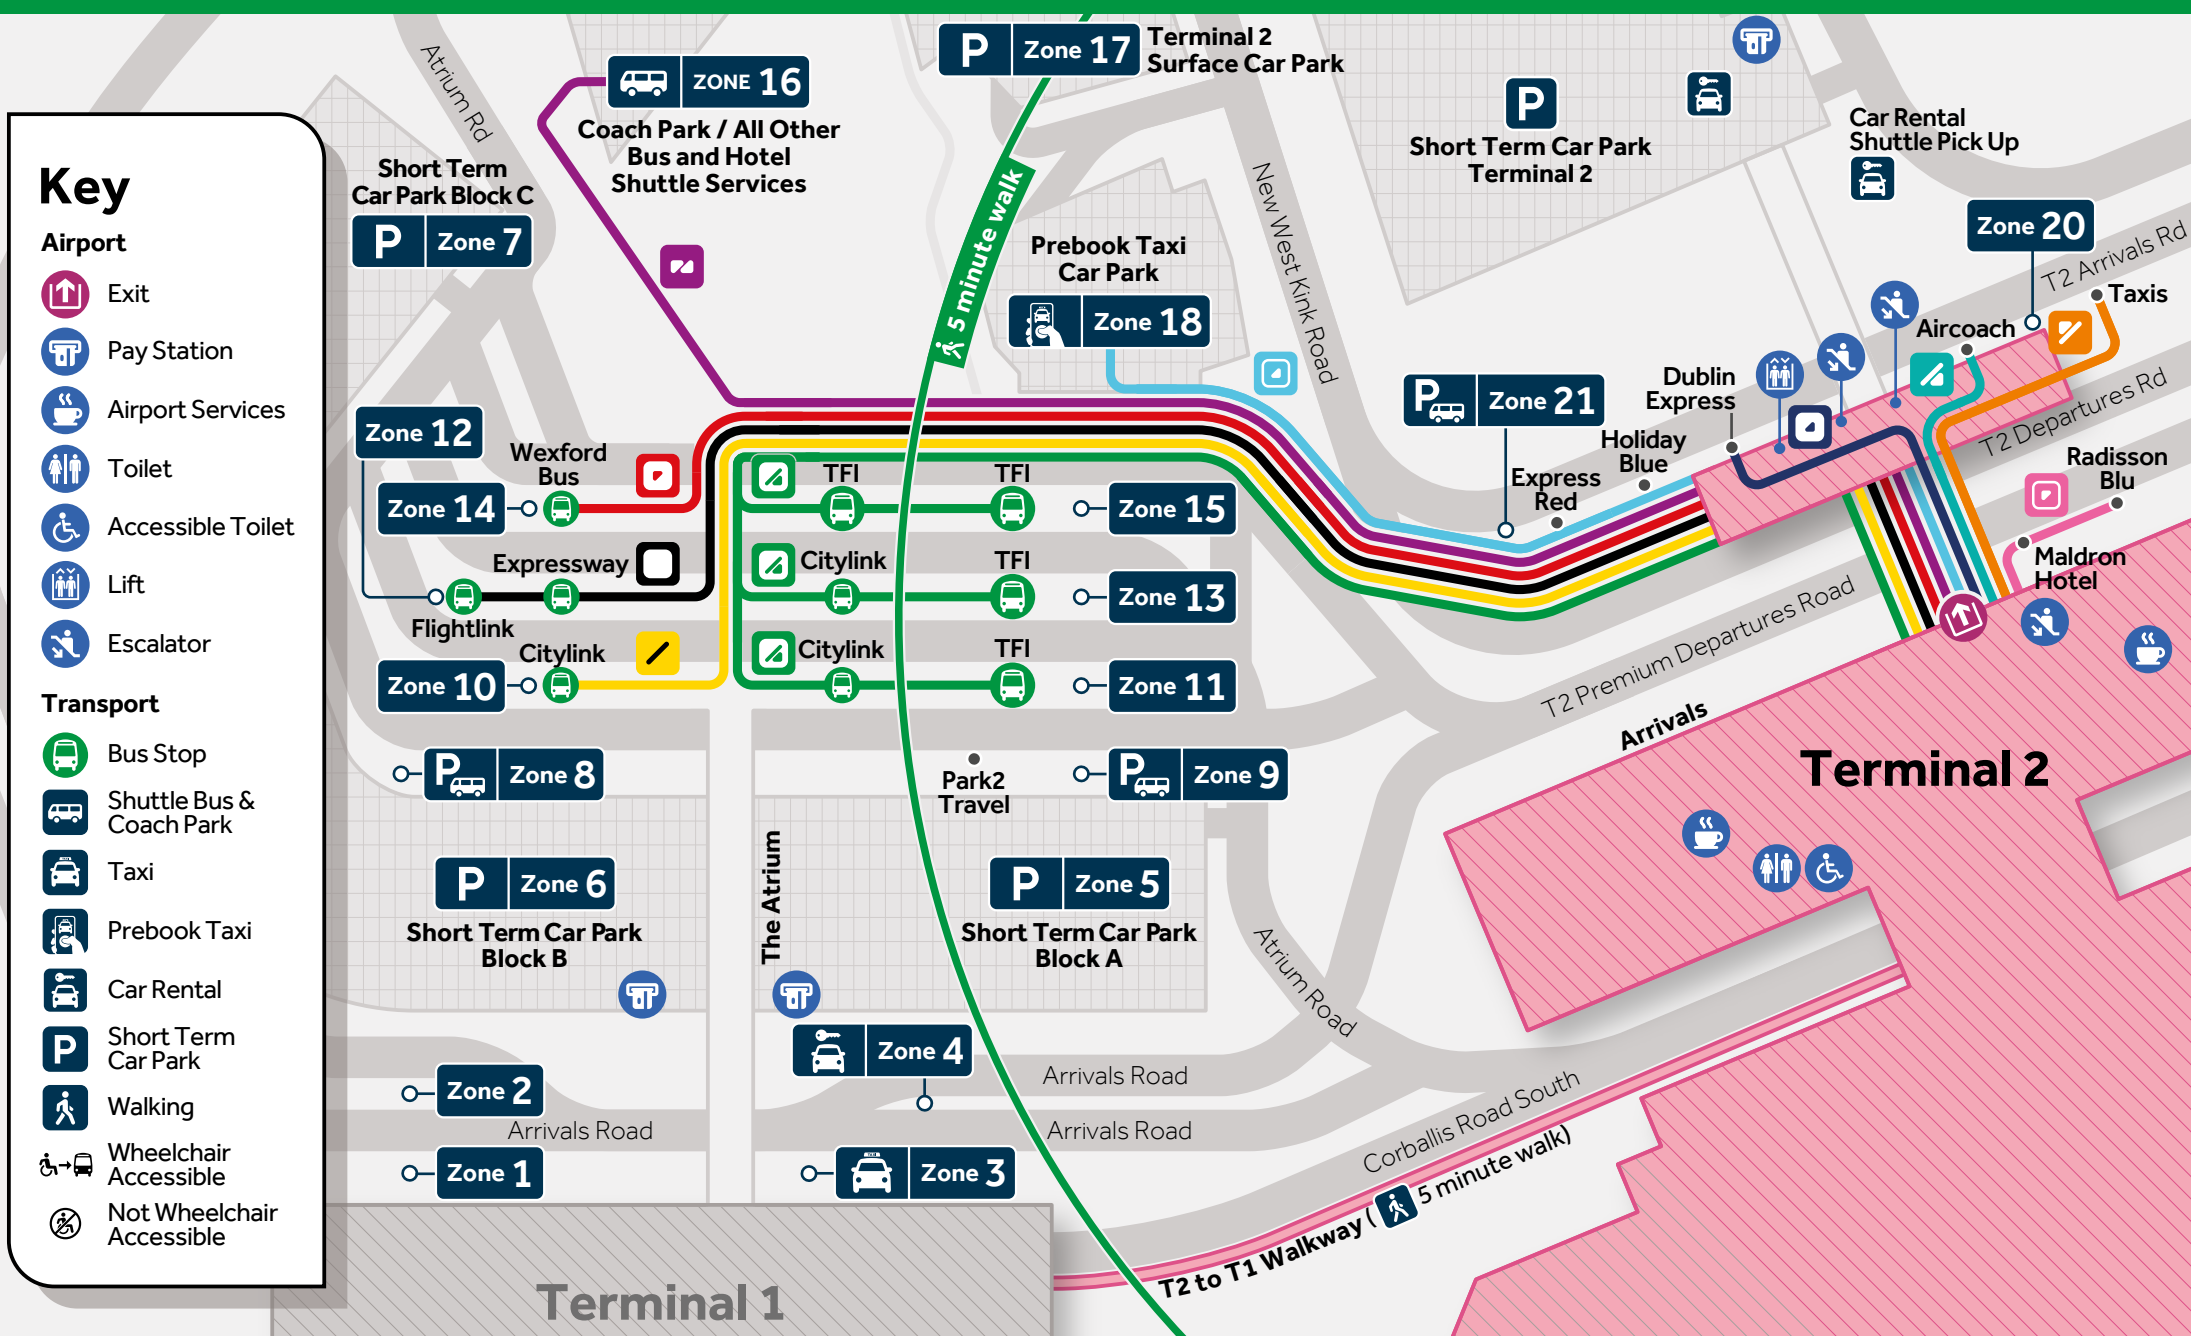 Key
Airport
Exit
Pay Station
Airport Services
Toilet
Accessible Toilet
Lift
Escalator
Transport
Bus Stop
Shuttle Bus &
Coach Park
Taxi
Prebook Taxi
Car Rental
P
Short Term
Car Park
Walking
Wheelchair
Accessible
Not Wheelchair
Accessible
Atrium Rd
ZONE 16
Coach Park / All Other
Bus and Hotel
Shuttle Services
P Zone 17
Terminal 2
Surface Car Park
Short Term
Car Park Block C
P Zone 7
5 minute walk
Prebook Taxi
Car Park
Zone 18
New West Kink Road
P
Short Term Car Park
Terminal 2
Car Rental
Shuttle Pick Up
Zone 20
T2 Arrivals Rd
Taxis
Aircoach
T2 Departures Rd
Dublin
Express
P Zone 21
Holiday
Blue
Express
Red
Radisson
Blu
Maldron
Hotel
Zone 12
Wexford
Bus
Zone 14
TFI
TFI
Zone 15
Expressway
Flightlink
Citylink
TFI
Zone 13
Citylink
Zone 10
Citylink
TFI
Zone 11
T2 Premium Departures Road
Arrivals
Terminal 2
P Zone 8
Park2
Travel
P Zone 9
The Atrium
P Zone 6
Short Term Car Park
Block B
P Zone 5
Short Term Car Park
Block A
Atrium Road
Zone 4
Zone 2
Arrivals Road
Arrivals Road
Arrivals Road
Zone 1
Zone 3
Corballis Road South
T2 to T1 Walkway ( 5 minute walk)
Terminal 1